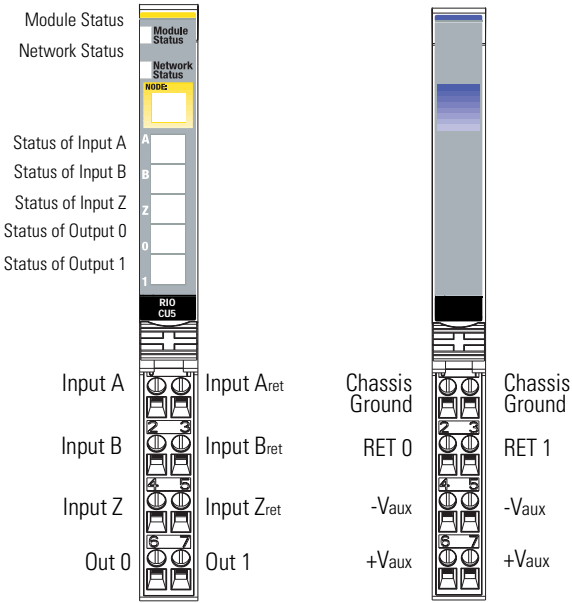 Module Status
Network Status
Module
Status
Network
Status
NODE:
Status of Input A
A
Status of Input B
B
Status of Input Z
Z
Status of Output 0
0
Status of Output 1
1
RIO
CU5
Input A
Input Aret
2 3
Input B
Input Bret
4 5
Input Z
Input Zret
6 7
Out 0
Out 1
Chassis
Ground
Chassis
Ground
2 3
RET 0
RET 1
4 5
-Vaux
-Vaux
6 7
+Vaux
+Vaux